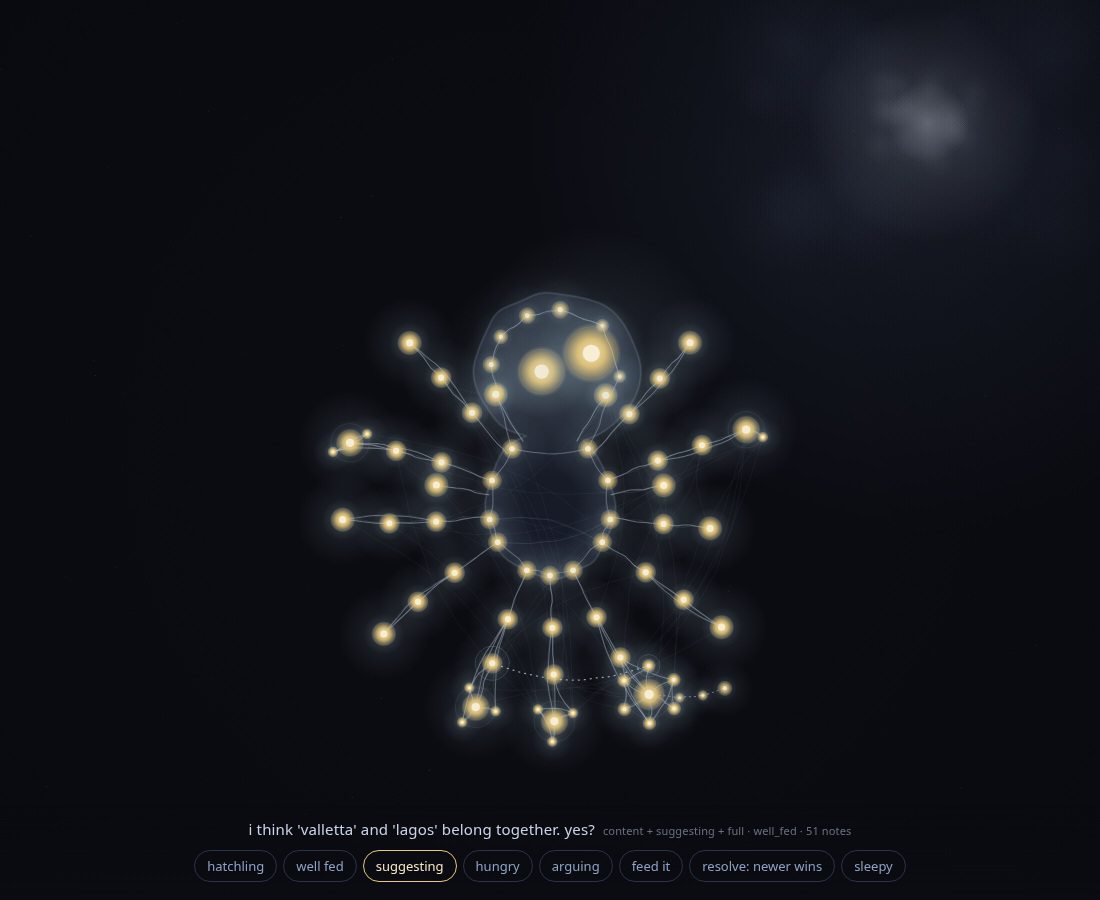 i think 'valletta' and 'lagos' belong together. yes? content + suggesting + full · well_fed · 51 notes
hatchling well fed suggesting hungry arguing feed it resolve: newer wins sleepy